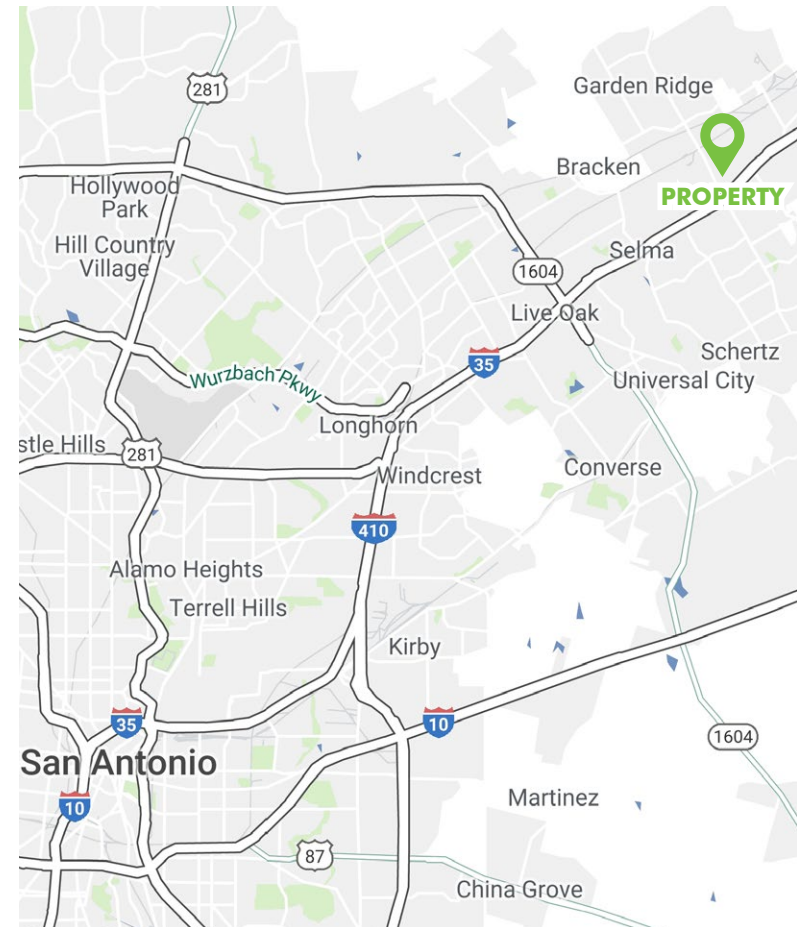 281
Garden Ridge
Bracken
PROPERTY
Hollywood
Park
Hill Country
Village
Selma
1604
Live Oak
Schertz
35
Universal City
Wurzbach Pkwy
Longhorn
stle Hills
281
Windcrest
Converse
410
Alamo Heights
Terrell Hills
Kirby
35
10
1604
San Antonio
10
Martinez
87
China Grove